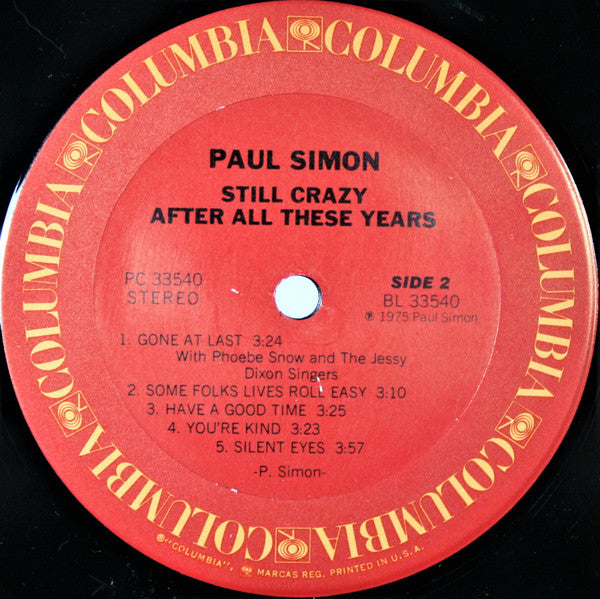 COLUMBIA COLUMBIA COLUMBIA COLUMBIA COLUMBIA COLUMBIA
PAUL SIMON
STILL CRAZY
AFTER ALL THESE YEARS
PC 33540
STEREO
SIDE 2
BL 33540
℗ 1975 Paul Simon
1. GONE AT LAST 3:24
With Phoebe Snow and The Jessy
Dixon Singers
2. SOME FOLKS LIVES ROLL EASY 3:10
3. HAVE A GOOD TIME 3:25
4. YOU'RE KIND 3:23
5. SILENT EYES 3:57
-P. Simon-
®"COLUMBIA", MARCAS REG. PRINTED IN U.S.A.